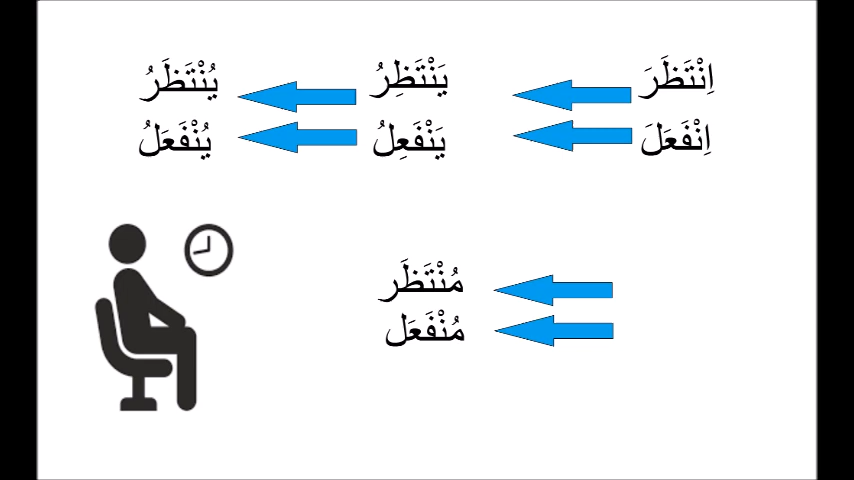 اِنْتَظَرَ يَنْتَظِرُ يُنْتَظَرُ
اِنْفَعَلَ يَنْفَعِلُ يُنْفَعَلُ
مُنْتَظَر
مُنْفَعَل